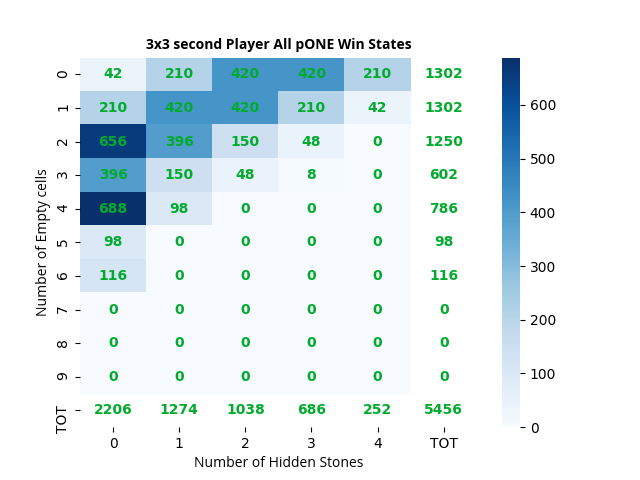 3x3 second Player All pONE Win States
0 42 210 420 420 210 1302
1 210 420 420 210 42 1302
2 656 396 150 48 0 1250
3 396 150 48 8 0 602
4 688 98 0 0 0 786
5 98 0 0 0 0 98
6 116 0 0 0 0 116
7 0 0 0 0 0 0
8 0 0 0 0 0 0
9 0 0 0 0 0 0
TOT 2206 1274 1038 686 252 5456
0 1 2 3 4 TOT
Number of Hidden Stones
Number of Empty cells
600
500
400
300
200
100
0